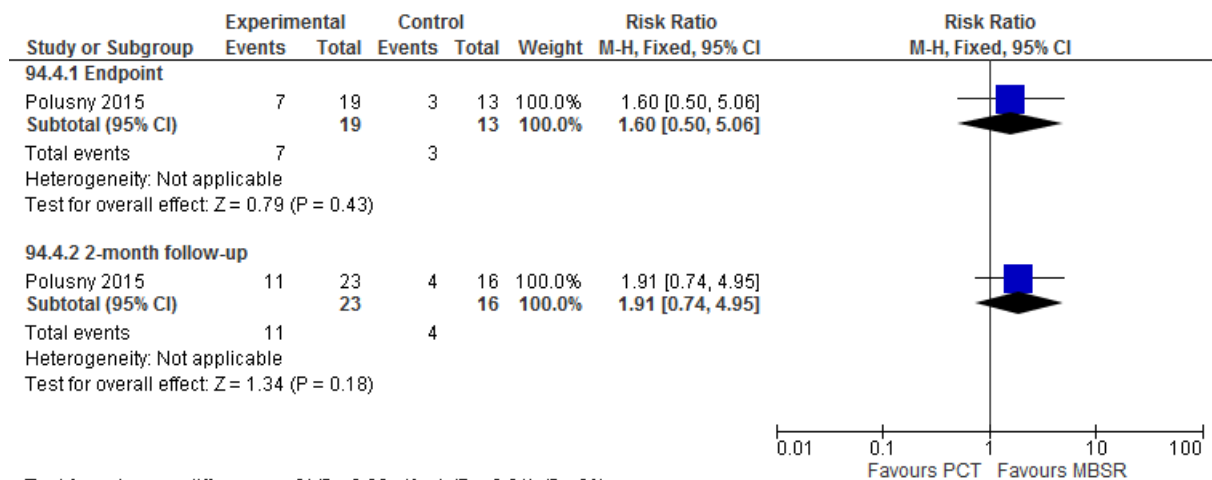 Experimental Control Risk Ratio Risk Ratio
Study or Subgroup Events Total Events Total Weight M-H, Fixed, 95% CI M-H, Fixed, 95% CI
94.4.1 Endpoint
Polusny 2015 7 19 3 13 100.0% 1.60 [0.50, 5.06]
Subtotal (95% CI) 19 13 100.0% 1.60 [0.50, 5.06]
Total events 7 3
Heterogeneity: Not applicable
Test for overall effect: Z = 0.79 (P = 0.43)
94.4.2 2-month follow-up
Polusny 2015 11 23 4 16 100.0% 1.91 [0.74, 4.95]
Subtotal (95% CI) 23 16 100.0% 1.91 [0.74, 4.95]
Total events 11 4
Heterogeneity: Not applicable
Test for overall effect: Z = 1.34 (P = 0.18)
0.01 0.1 1 10 100
Favours PCT Favours MBSR